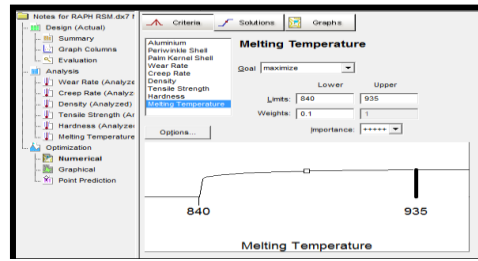 Notes for RAPH RSM.dx7 f
Design (Actual)
Summary
Graph Columns
Evaluation
Analysis
Wear Rate (Analyze
Creep Rate (Analyz
Density (Analyzed)
Tensile Strength (Ar
Hardness (Analyzed
Melting Temperature
Optimization
Numerical
Graphical
Point Prediction
Criteria
Solutions
Graphs
Aluminium
Periwinkle Shell
Palm Kernel Shell
Wear Rate
Creep Rate
Density
Tensile Strength
Hardness
Melting Temperature
Options...
Melting Temperature
Goal maximize
Lower Upper
Limits: 840 935
Weights: 0.1 1
Importance: +++++
840 935
Melting Temperature